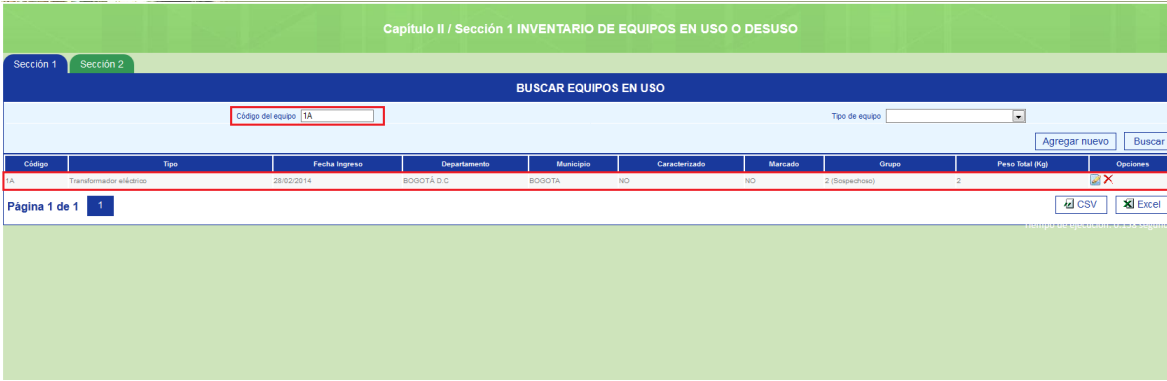 Capítulo II / Sección 1 INVENTARIO DE EQUIPOS EN USO O DESUSO
Sección 1 Sección 2
BUSCAR EQUIPOS EN USO
Código del equipo 1A Tipo de equipo
Agregar nuevo Buscar
Código Tipo Fecha Ingreso Departamento Municipio Caracterizado Marcado Grupo Peso Total (Kg) Opciones
1A Transformador eléctrico 28/02/2014 BOGOTÁ D.C BOGOTA NO NO 2 (Sospechoso) 2
Página 1 de 1 1 CSV Excel